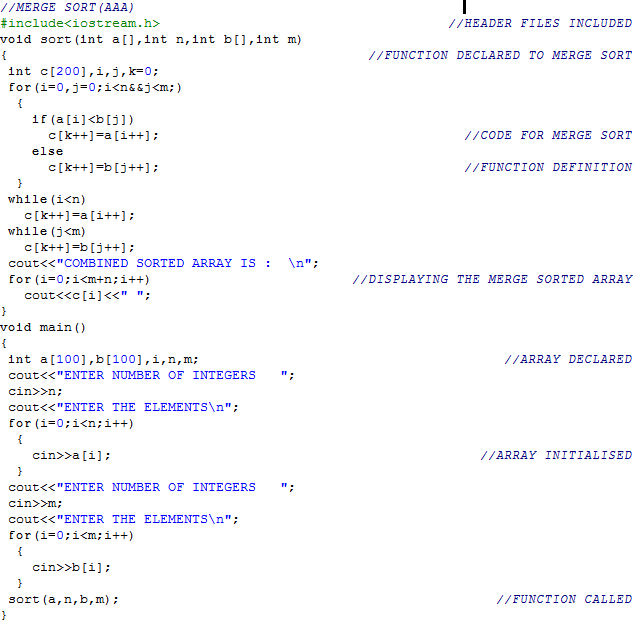 //MERGE SORT(AAA)
#include<iostream.h> //HEADER FILES INCLUDED
void sort(int a[],int n,int b[],int m)
{ //FUNCTION DECLARED TO MERGE SORT
 int c[200],i,j,k=0;
 for(i=0,j=0;i<n&&j<m;)
  {
    if(a[i]<b[j])
      c[k++]=a[i++]; //CODE FOR MERGE SORT
    else
      c[k++]=b[j++]; //FUNCTION DEFINITION
  }
 while(i<n)
   c[k++]=a[i++];
 while(j<m)
   c[k++]=b[j++];
 cout<<"COMBINED SORTED ARRAY IS :  \n";
 for(i=0;i<m+n;i++) //DISPLAYING THE MERGE SORTED ARRAY
   cout<<c[i]<<" ";
}
void main()
{
 int a[100],b[100],i,n,m; //ARRAY DECLARED
 cout<<"ENTER NUMBER OF INTEGERS   ";
 cin>>n;
 cout<<"ENTER THE ELEMENTS\n";
 for(i=0;i<n;i++)
  {
    cin>>a[i]; //ARRAY INITIALISED
  }
 cout<<"ENTER NUMBER OF INTEGERS   ";
 cin>>m;
 cout<<"ENTER THE ELEMENTS\n";
 for(i=0;i<m;i++)
  {
    cin>>b[i];
  }
 sort(a,n,b,m); //FUNCTION CALLED
}